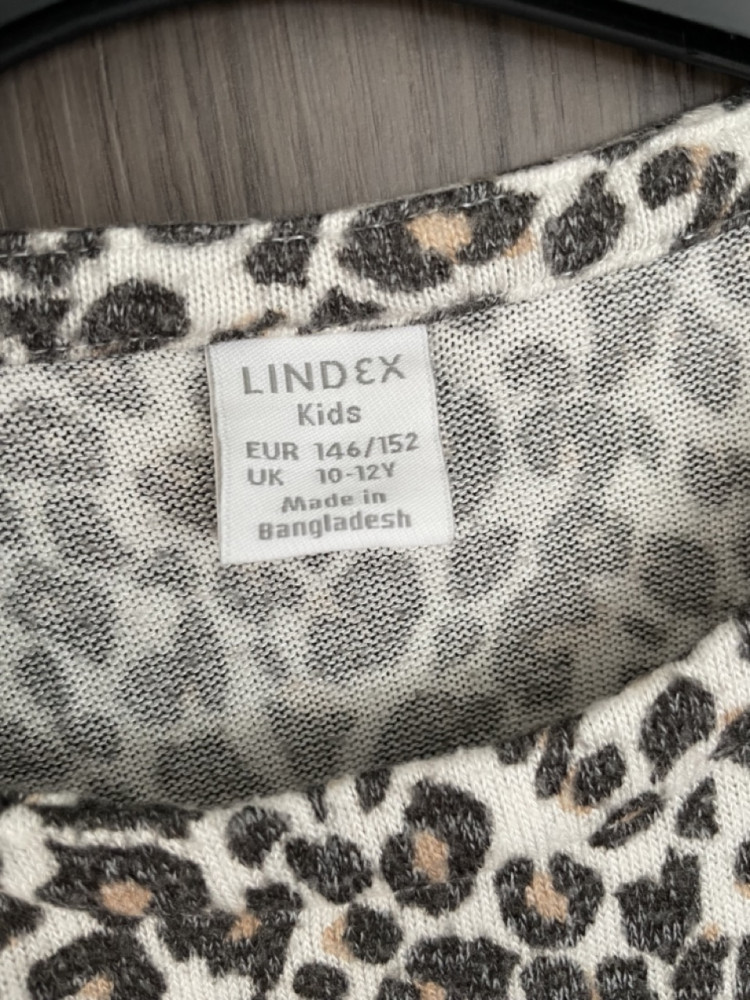 LINDEX
Kids
EUR 146/152
UK 10-12Y
Made in
Bangladesh